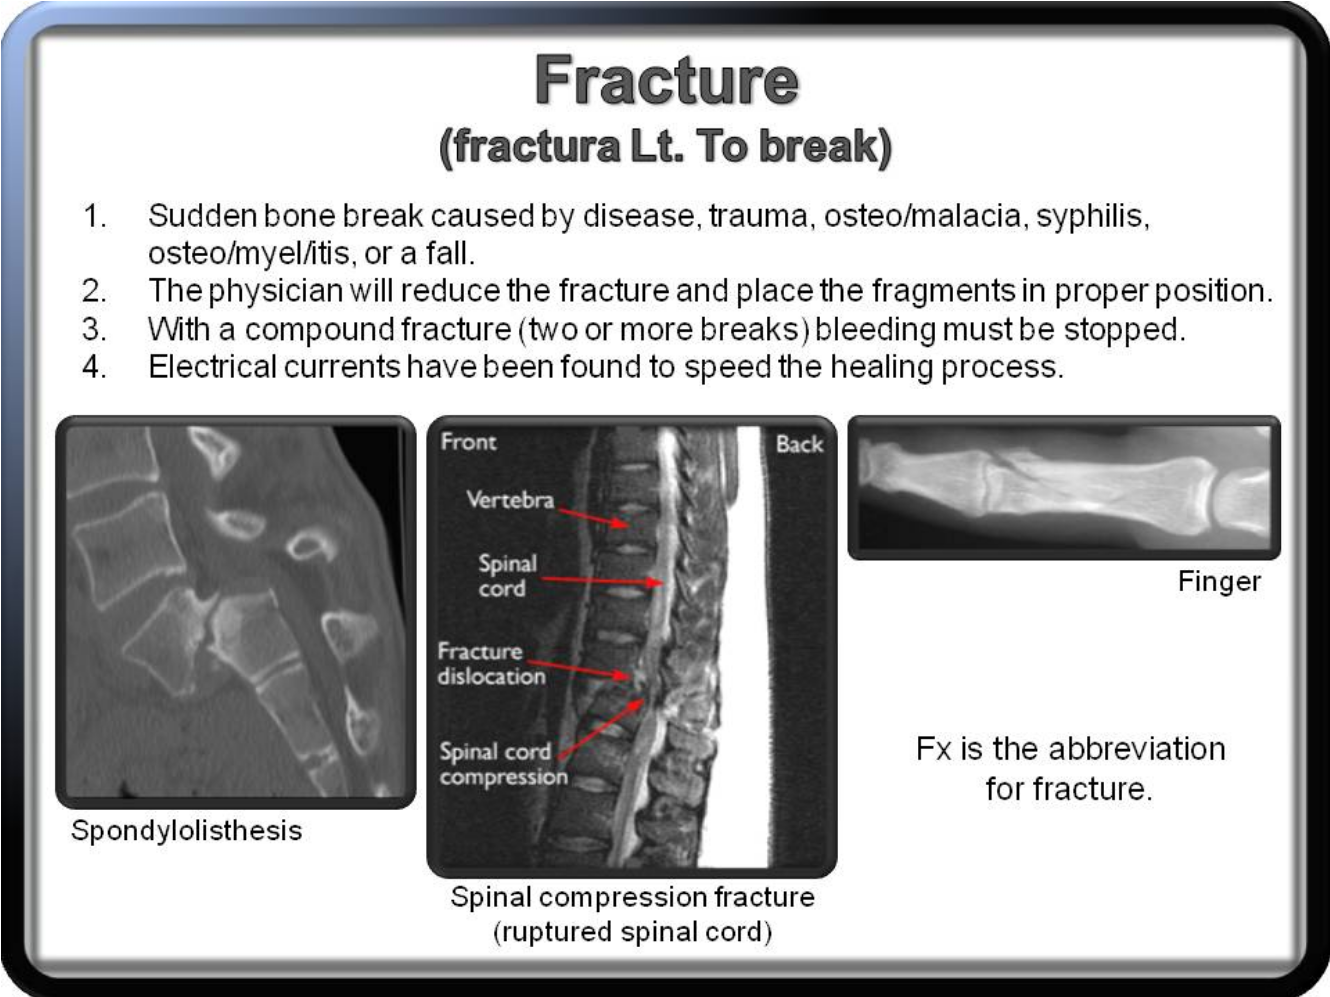 Fracture
(fractura Lt. To break)
1. Sudden bone break caused by disease, trauma, osteo/malacia, syphilis,
osteo/myel/itis, or a fall.
2. The physician will reduce the fracture and place the fragments in proper position.
3. With a compound fracture (two or more breaks) bleeding must be stopped.
4. Electrical currents have been found to speed the healing process.
Spondylolisthesis
Front
Back
Vertebra
Spinal
cord
Fracture
dislocation
Spinal cord
compression
Spinal compression fracture
(ruptured spinal cord)
Finger
Fx is the abbreviation
for fracture.